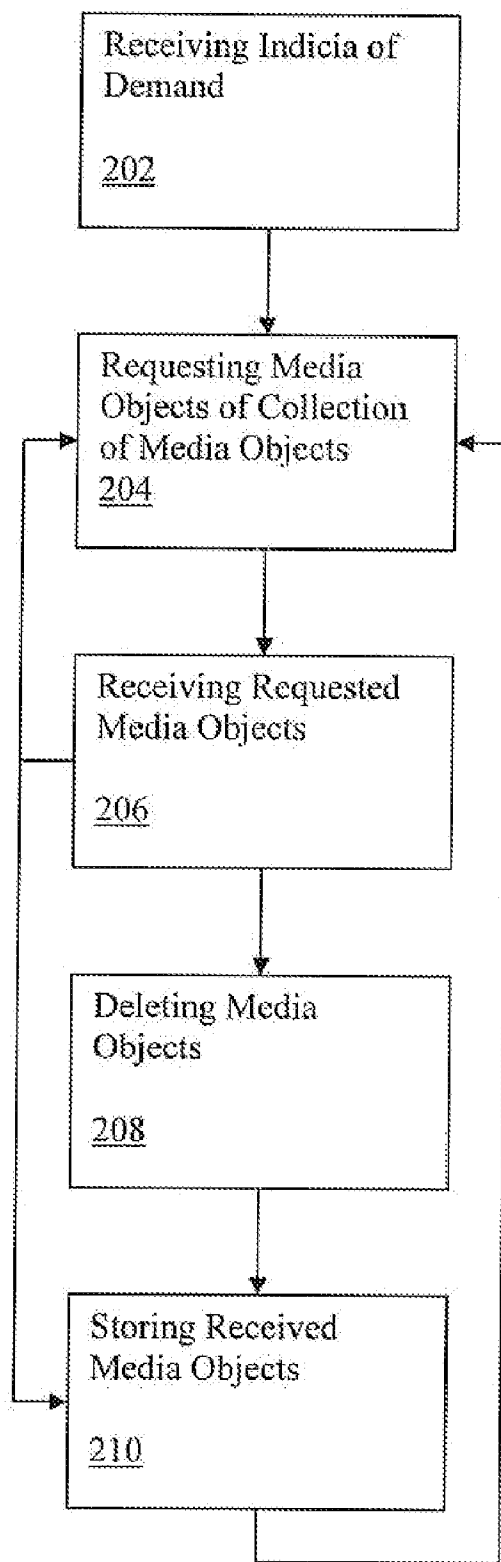 Receiving Indicia of
Demand
202
Requesting Media
Objects of Collection
of Media Objects
204
Receiving Requested
Media Objects
206
Deleting Media
Objects
208
Storing Received
Media Objects
210